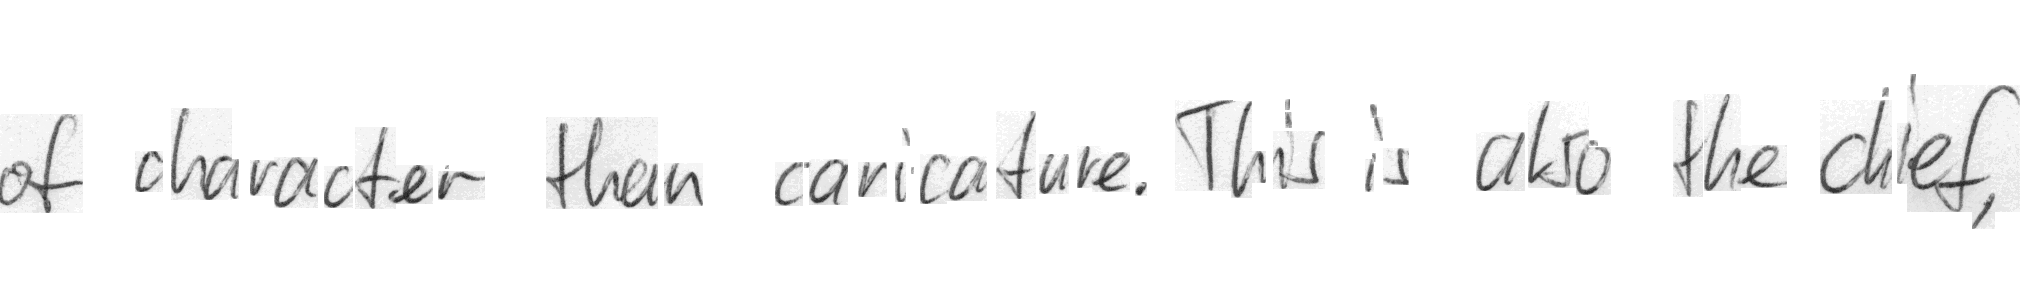 of character than caricature. This is also the chief,